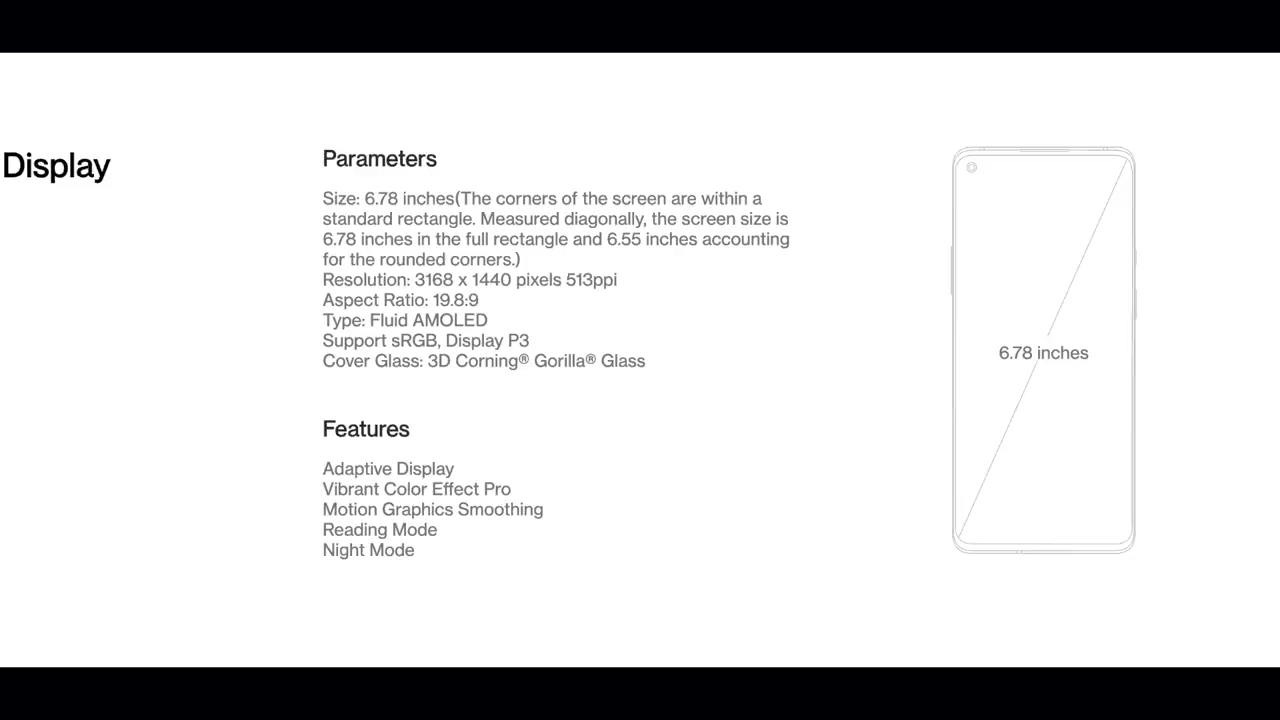 Display
Parameters
Size: 6.78 inches(The corners of the screen are within a
standard rectangle. Measured diagonally, the screen size is
6.78 inches in the full rectangle and 6.55 inches accounting
for the rounded corners.)
Resolution: 3168 x 1440 pixels 513ppi
Aspect Ratio: 19.8:9
Type: Fluid AMOLED
Support sRGB, Display P3
Cover Glass: 3D Corning® Gorilla® Glass
Features
Adaptive Display
Vibrant Color Effect Pro
Motion Graphics Smoothing
Reading Mode
Night Mode
6.78 inches